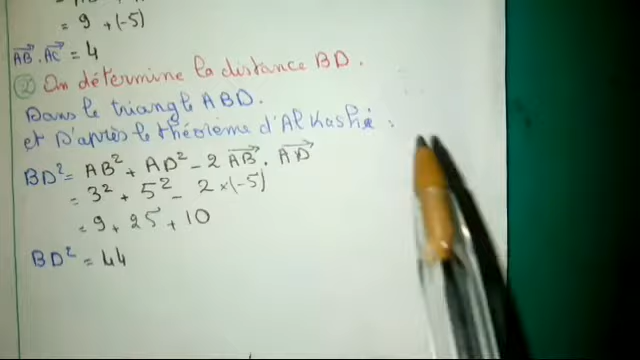 = 9 + (-5)
AB⃗ . AC⃗ = 4
② On détermine la distance BD.
Dans le triangle ABD.
et D'après le théorème d'Al Kashi :
BD² = AB² + AD² - 2 AB⃗ . AD⃗
= 3² + 5² - 2 × (-5)
= 9 + 25 + 10
BD² = 44